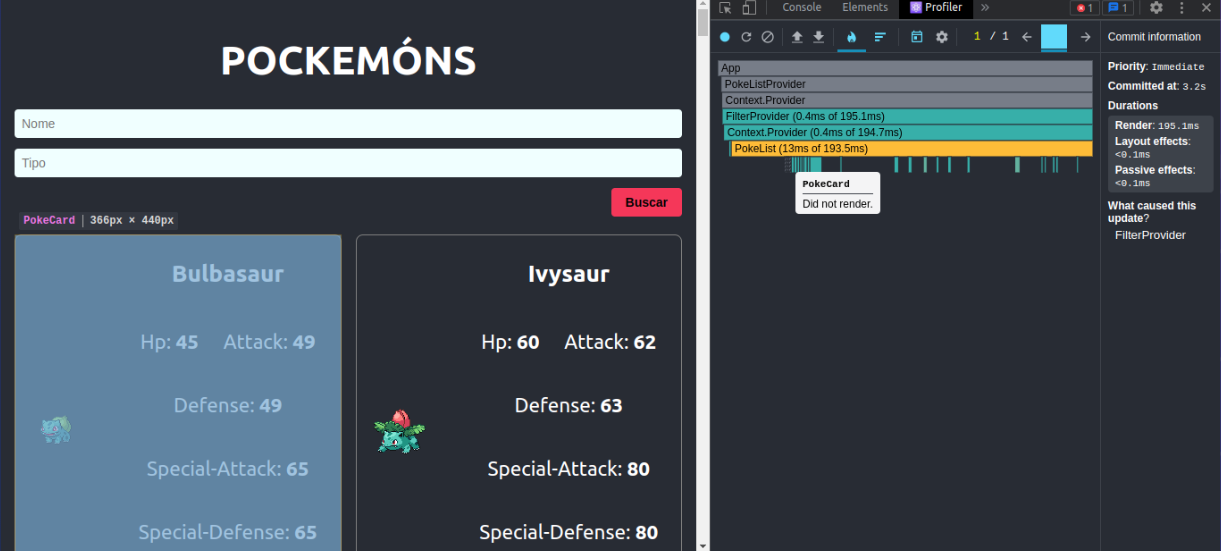 POCKEMÓNS
Nome
Tipo
Buscar
PokeCard | 366px × 440px
Bulbasaur
Hp: 45 Attack: 49
Defense: 49
Special-Attack: 65
Special-Defense: 65
Ivysaur
Hp: 60 Attack: 62
Defense: 63
Special-Attack: 80
Special-Defense: 80
Console Elements Profiler » 1 1
1 / 1
App
PokeListProvider
Context.Provider
FilterProvider (0.4ms of 195.1ms)
Context.Provider (0.4ms of 194.7ms)
PokeList (13ms of 193.5ms)
PokeCard
Did not render.
Commit information
Priority: Immediate
Committed at: 3.2s
Durations
Render: 195.1ms
Layout effects:
<0.1ms
Passive effects:
<0.1ms
What caused this
update?
FilterProvider